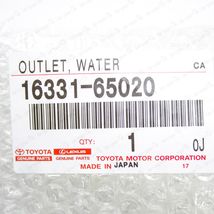 OUTLET, WATER CA
16331-65020
QTY: 1 0J
TOYOTA LEXUS
GENUINE PARTS GENUINE PARTS TOYOTA MOTOR CORPORATION
MADE IN JAPAN 17